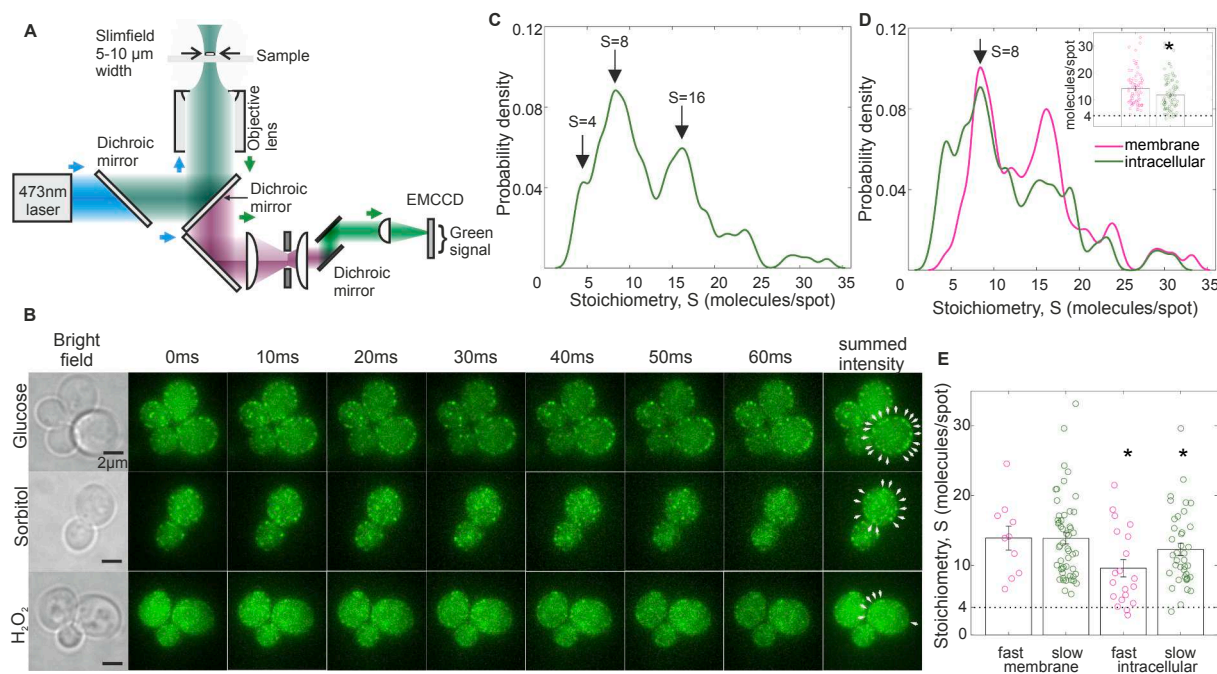 A
Slimfield
5-10 µm
width
Sample
Objective
lens
Dichroic
mirror
473nm
laser
Dichroic
mirror
EMCCD
Green
signal
Dichroic
mirror
C
0.12
0.08
0.04
Probability density
S=4
S=8
S=16
0 5 10 15 20 25 30 35
Stoichiometry, S (molecules/spot)
D
0.12
0.08
0.04
Probability density
S=8
molecules/spot
30
20
10
4
*
membrane
intracellular
0 5 10 15 20 25 30 35
Stoichiometry, S (molecules/spot)
B
Bright
field
0ms 10ms 20ms 30ms 40ms 50ms 60ms summed
intensity
Glucose
2µm
Sorbitol
H2O2
E
Stoichiometry, S (molecules/spot)
30
20
10
4
0
* *
fast slow fast slow
membrane intracellular